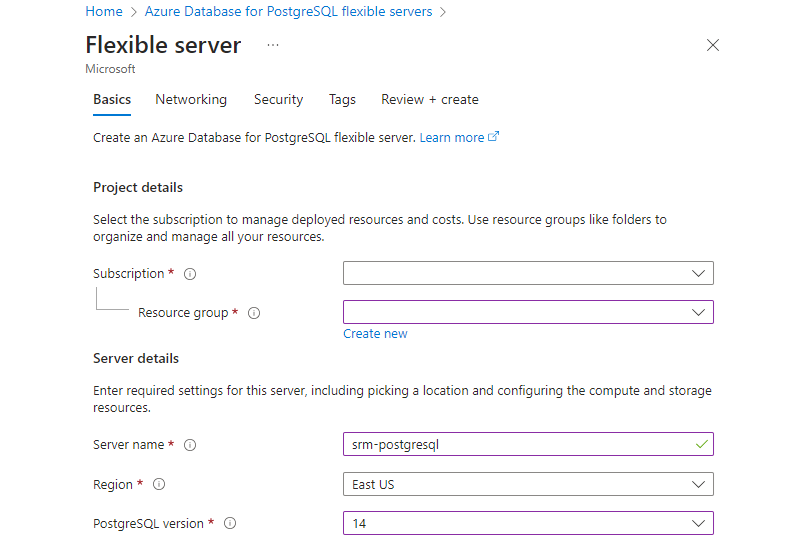 Home > Azure Database for PostgreSQL flexible servers >
Flexible server ...
Microsoft
Basics Networking Security Tags Review + create
Create an Azure Database for PostgreSQL flexible server. Learn more
Project details
Select the subscription to manage deployed resources and costs. Use resource groups like folders to
organize and manage all your resources.
Subscription *
Resource group *
Create new
Server details
Enter required settings for this server, including picking a location and configuring the compute and storage
resources.
Server name * srm-postgresql
Region * East US
PostgreSQL version * 14